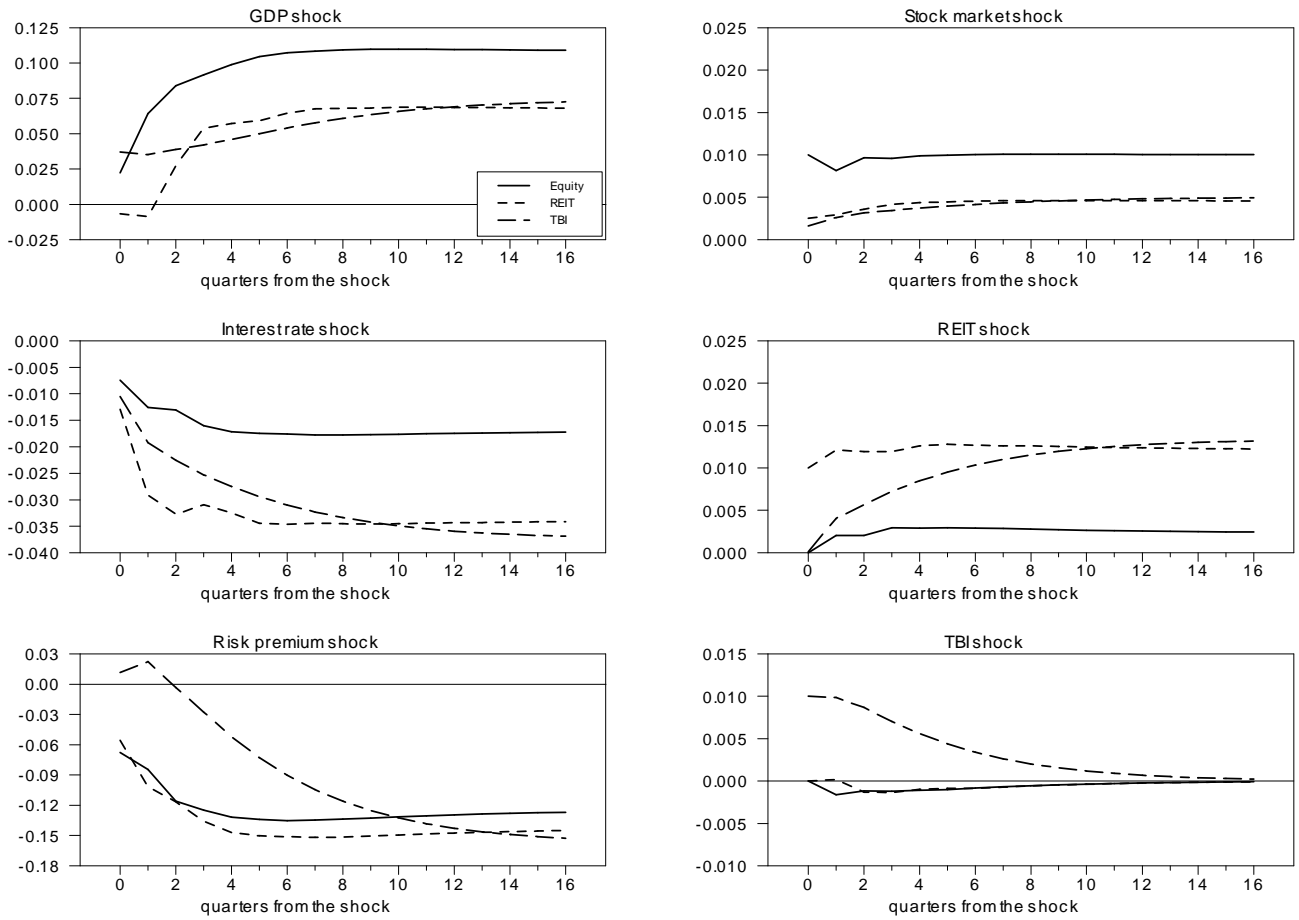 GDP shock
0.125
0.100
0.075
0.050
0.025
0.000
-0.025
Equity
REIT
TBI
0 2 4 6 8 10 12 14 16
quarters from the shock
Stock market shock
0.025
0.020
0.015
0.010
0.005
0.000
0 2 4 6 8 10 12 14 16
quarters from the shock
Interest rate shock
0.000
-0.005
-0.010
-0.015
-0.020
-0.025
-0.030
-0.035
-0.040
0 2 4 6 8 10 12 14 16
quarters from the shock
REIT shock
0.025
0.020
0.015
0.010
0.005
0.000
0 2 4 6 8 10 12 14 16
quarters from the shock
Risk premium shock
0.03
0.00
-0.03
-0.06
-0.09
-0.12
-0.15
-0.18
0 2 4 6 8 10 12 14 16
quarters from the shock
TBI shock
0.015
0.010
0.005
0.000
-0.005
-0.010
0 2 4 6 8 10 12 14 16
quarters from the shock